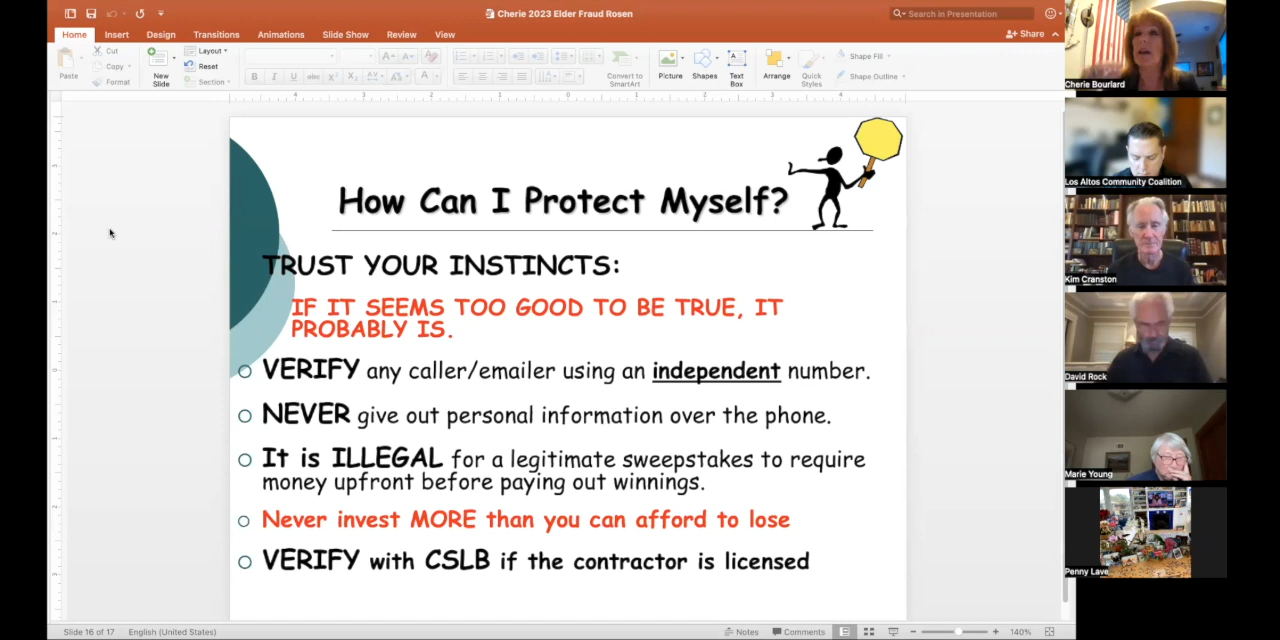 Cherie 2023 Elder Fraud Rosen
Search in Presentation
Home Insert Design Transitions Animations Slide Show Review View Share
Paste
Cut
Copy
Format
New Slide
Layout
Reset
Section
B I U
Convert to SmartArt
Picture
Shapes
Text Box
Arrange
Quick Styles
Shape Fill
Shape Outline
How Can I Protect Myself?
TRUST YOUR INSTINCTS:
IF IT SEEMS TOO GOOD TO BE TRUE, IT
PROBABLY IS.
VERIFY any caller/emailer using an independent number.
NEVER give out personal information over the phone.
It is ILLEGAL for a legitimate sweepstakes to require
money upfront before paying out winnings.
Never invest MORE than you can afford to lose
VERIFY with CSLB if the contractor is licensed
Slide 16 of 17 English (United States) Notes Comments 140%
Cherie Bourlard
Los Altos Community Coalition
Kim Cranston
David Rock
Marie Young
Penny Lave